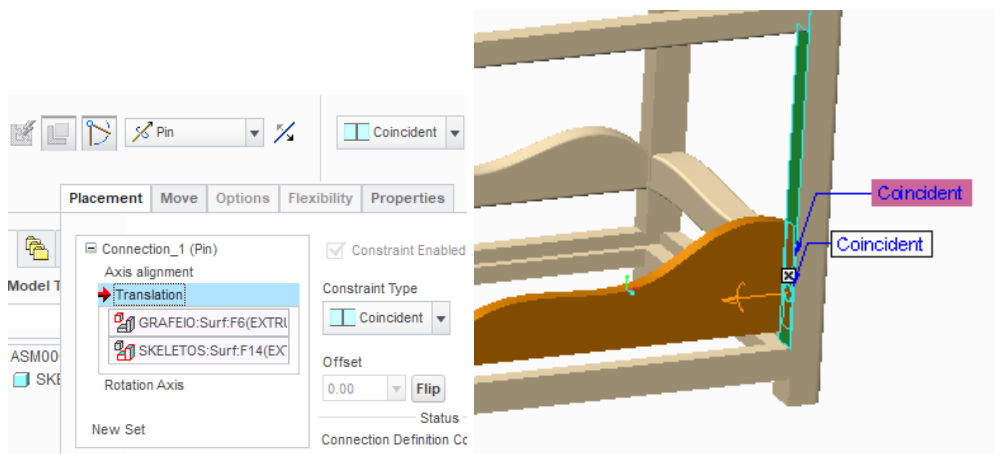 Pin
Coincident
Placement Move Options Flexibility Properties
Connection_1 (Pin)
Axis alignment
Translation
GRAFEIO:Surf:F6(EXTRU
SKELETOS:Surf:F14(EXT
Rotation Axis
New Set
Constraint Enabled
Constraint Type
Coincident
Offset
0.00 Flip
Status
Connection Definition Co
Model T
ASM00
SKE
Coincident
Coincident